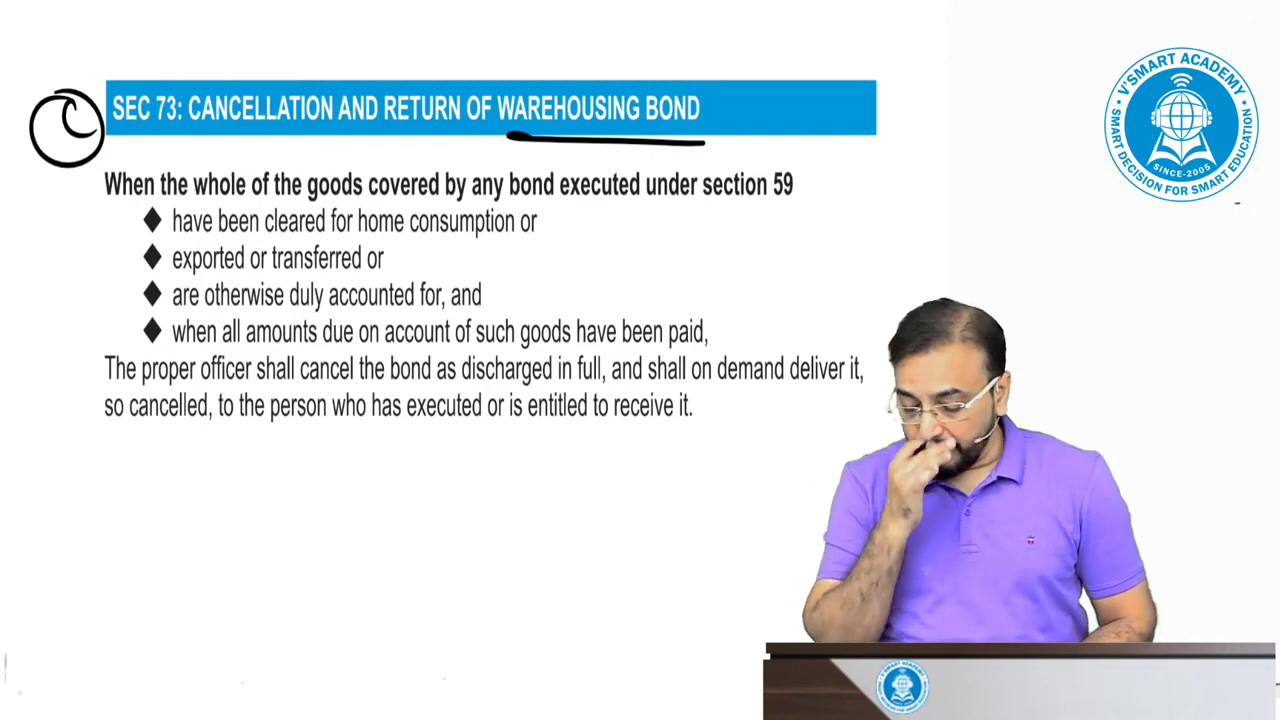 SEC 73: CANCELLATION AND RETURN OF WAREHOUSING BOND
When the whole of the goods covered by any bond executed under section 59
♦ have been cleared for home consumption or
♦ exported or transferred or
♦ are otherwise duly accounted for, and
♦ when all amounts due on account of such goods have been paid,
The proper officer shall cancel the bond as discharged in full, and shall on demand deliver it,
so cancelled, to the person who has executed or is entitled to receive it.
V'SMART ACADEMY
SINCE-2005
SMART DECISION FOR SMART EDUCATION